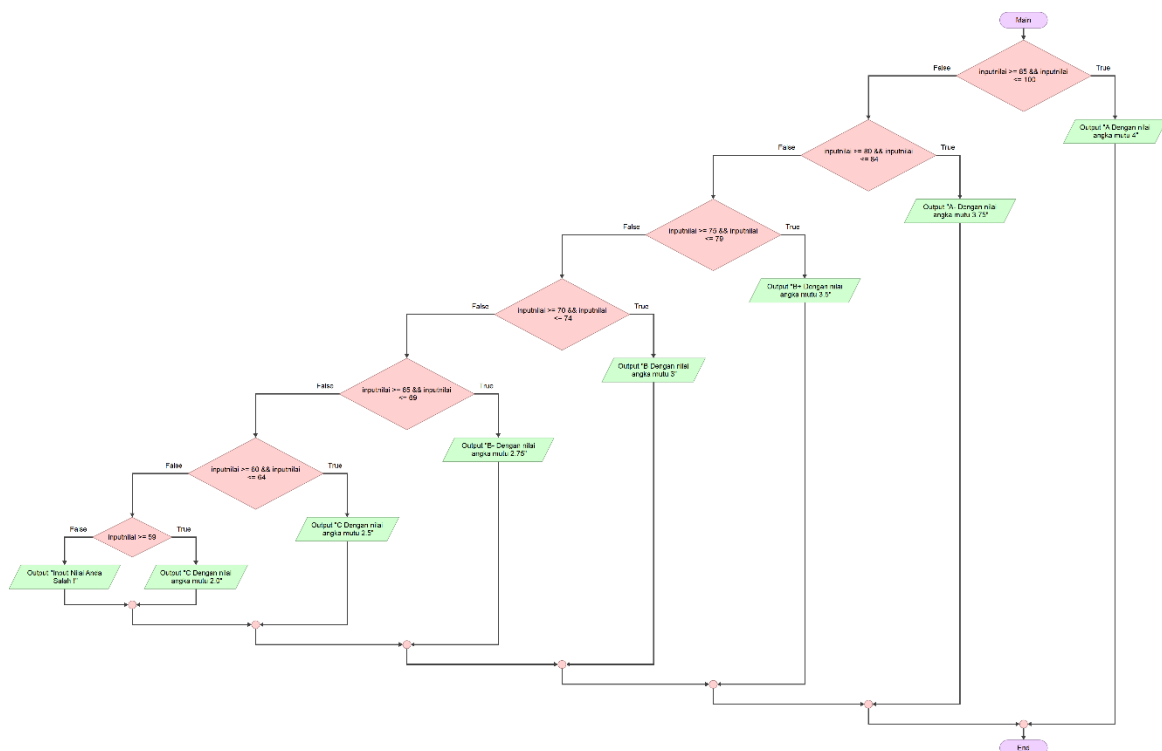 Main
inputnilai >= 85 && inputnilai
<= 100
False
True
Output "A Dengan nilai
angka mutu 4"
inputnilai >= 80 && inputnilai
<= 84
False
True
Output "A- Dengan nilai
angka mutu 3.75"
inputnilai >= 75 && inputnilai
<= 79
False
True
Output "B+ Dengan nilai
angka mutu 3.5"
inputnilai >= 70 && inputnilai
<= 74
False
True
Output "B Dengan nilai
angka mutu 3"
inputnilai >= 65 && inputnilai
<= 69
False
True
Output "B- Dengan nilai
angka mutu 2.75"
inputnilai >= 60 && inputnilai
<= 64
False
True
Output "C Dengan nilai
angka mutu 2.5"
inputnilai >= 59
False
True
Output "Input Nilai Anda
Salah !"
Output "C Dengan nilai
angka mutu 2.0"
End